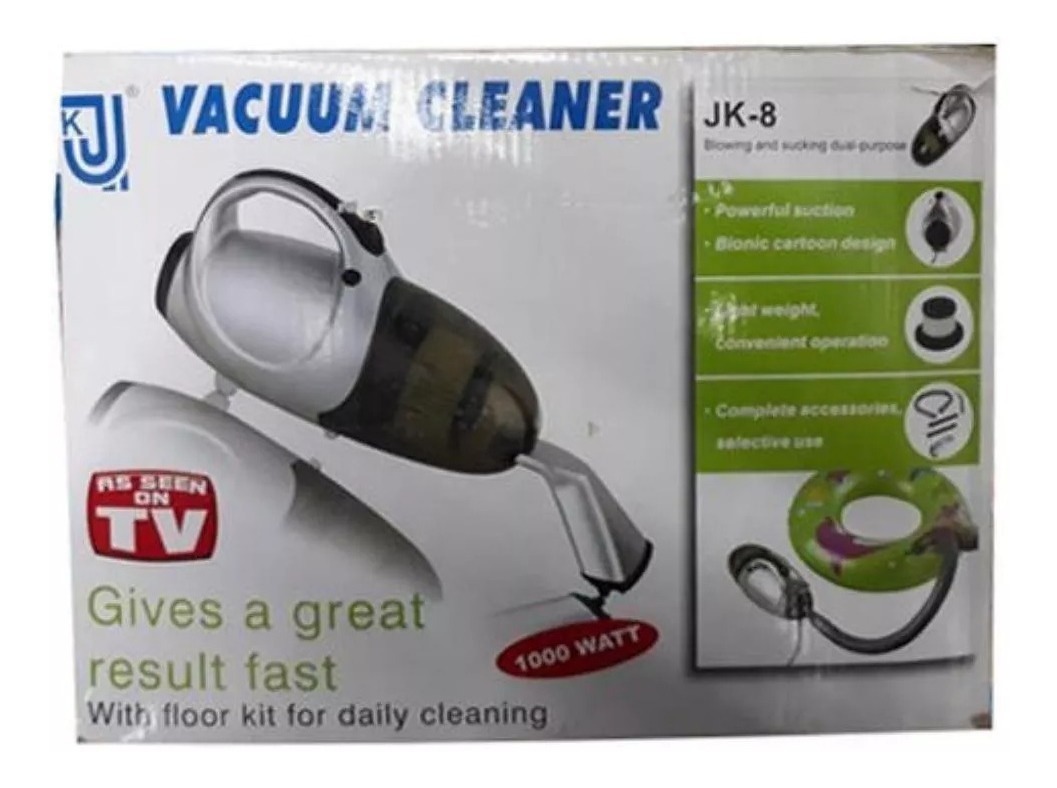 KJ®
VACUUM CLEANER
JK-8
Blowing and sucking dual-purpose
· Powerful suction
· Bionic cartoon design
· Light weight,
convenient operation
· Complete accessories,
selective use
AS SEEN
ON
TV
Gives a great
result fast
With floor kit for daily cleaning
1000 WATT